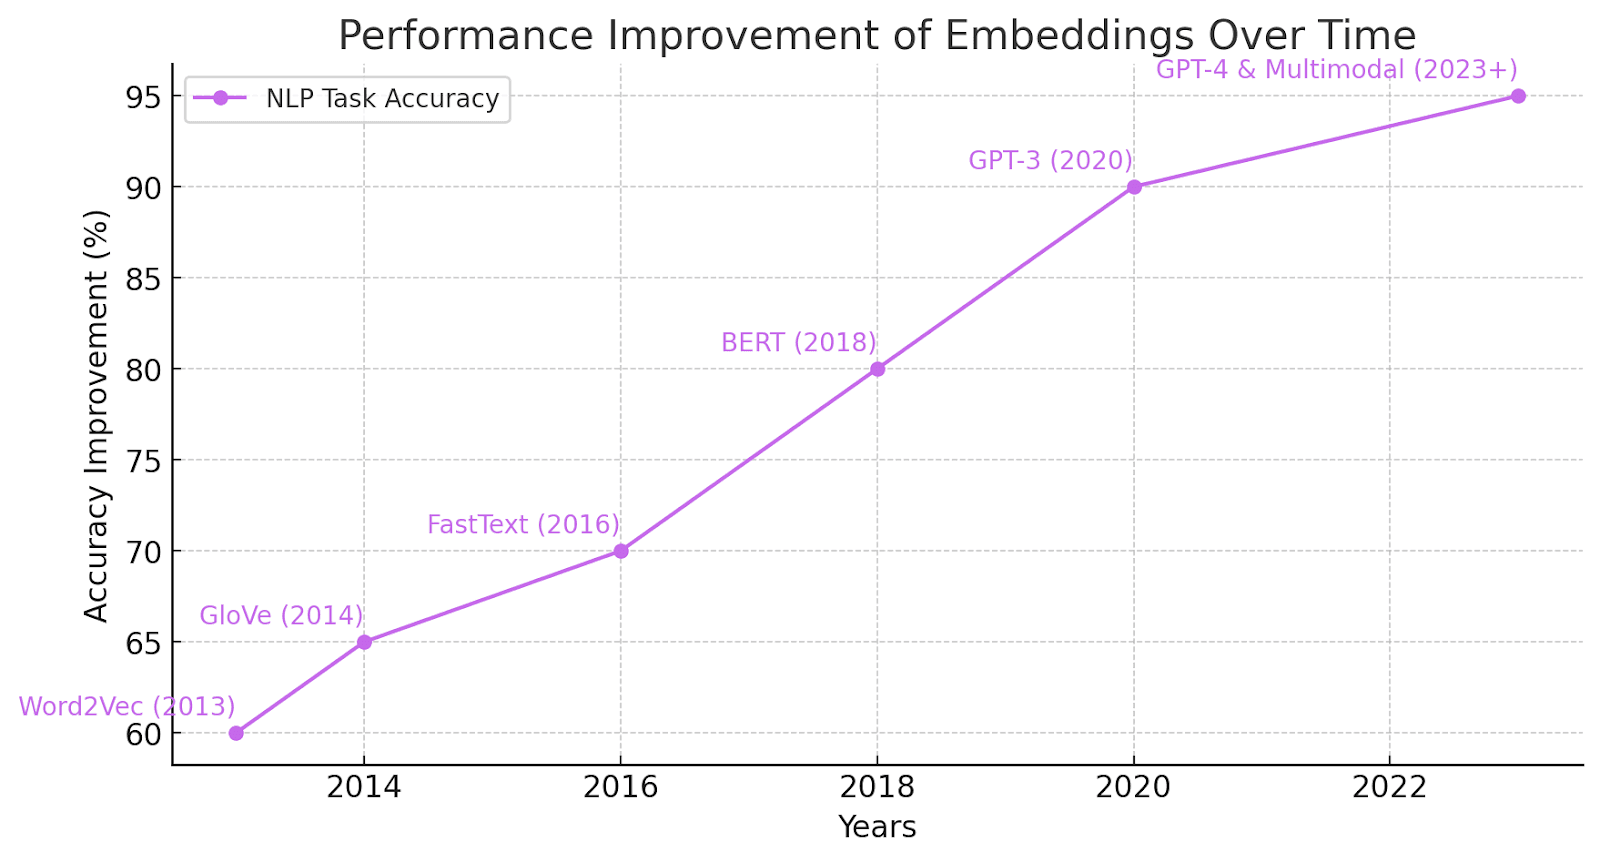 Performance Improvement of Embeddings Over Time
GPT-4 & Multimodal (2023+)
NLP Task Accuracy
95
GPT-3 (2020)
90
85
BERT (2018)
80
75
FastText (2016)
70
GloVe (2014)
65
Word2Vec (2013)
60
Accuracy Improvement (%)
2014 2016 2018 2020 2022
Years